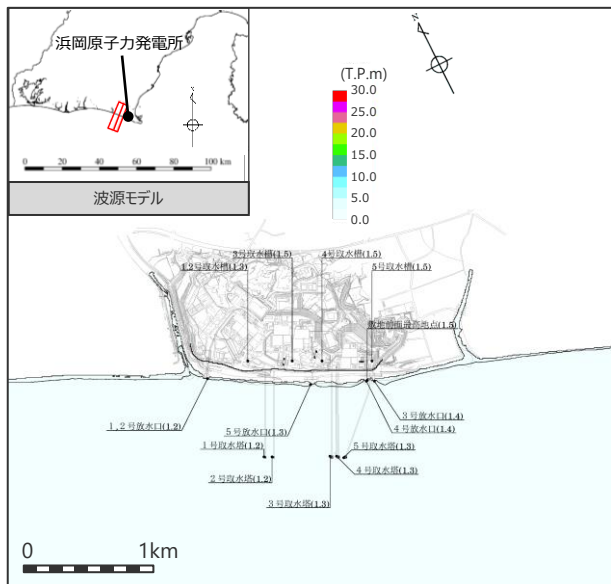 浜岡原子力発電所
N
0 20 40 60 80 100 km
波源モデル
N
(T.P.m)
30.0
25.0
20.0
15.0
10.0
5.0
0.0
3号取水槽(1.5)
4号取水槽(1.5)
1,2号取水槽(1.3)
5号取水槽(1.5)
敷地前面最高地点(1.5)
1,2号放水口(1.2)
5号放水口(1.3)
3号放水口(1.4)
4号放水口(1.4)
1号取水塔(1.2)
5号取水塔(1.3)
2号取水塔(1.2)
4号取水塔(1.3)
3号取水塔(1.3)
0 1km